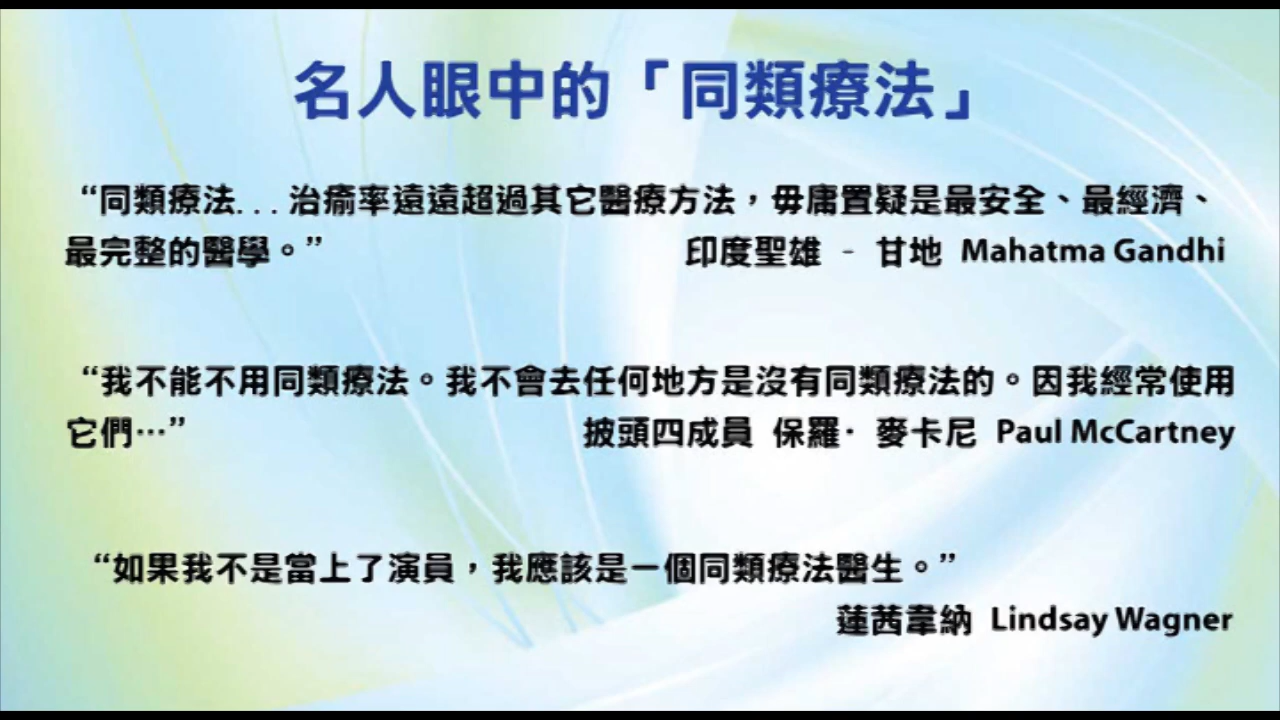 名人眼中的「同類療法」
“同類療法...治癒率遠遠超過其它醫療方法，毋庸置疑是最安全、最經濟、
最完整的醫學。” 印度聖雄 - 甘地 Mahatma Gandhi
“我不能不用同類療法。我不會去任何地方是沒有同類療法的。因我經常使用
它們…” 披頭四成員 保羅· 麥卡尼 Paul McCartney
“如果我不是當上了演員，我應該是一個同類療法醫生。”
蓮茜韋納 Lindsay Wagner